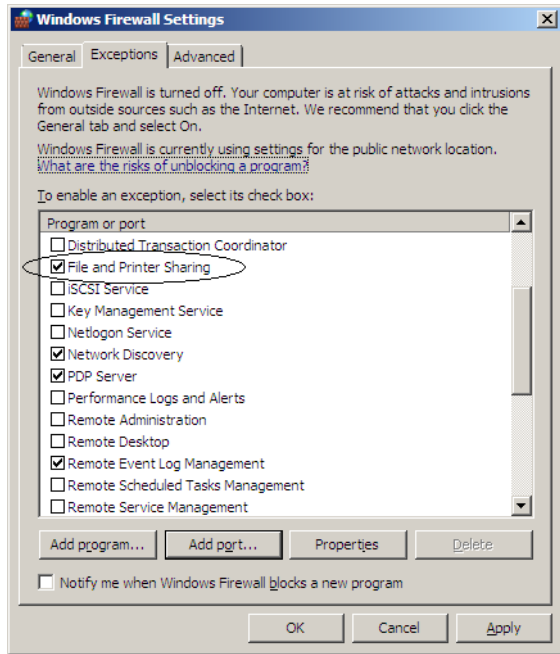 Windows Firewall Settings
General Exceptions Advanced
Windows Firewall is turned off. Your computer is at risk of attacks and intrusions
from outside sources such as the Internet. We recommend that you click the
General tab and select On.
Windows Firewall is currently using settings for the public network location.
What are the risks of unblocking a program?
To enable an exception, select its check box:
Program or port
Distributed Transaction Coordinator
File and Printer Sharing
iSCSI Service
Key Management Service
Netlogon Service
Network Discovery
PDP Server
Performance Logs and Alerts
Remote Administration
Remote Desktop
Remote Event Log Management
Remote Scheduled Tasks Management
Remote Service Management
Add program... Add port... Properties Delete
Notify me when Windows Firewall blocks a new program
OK Cancel Apply